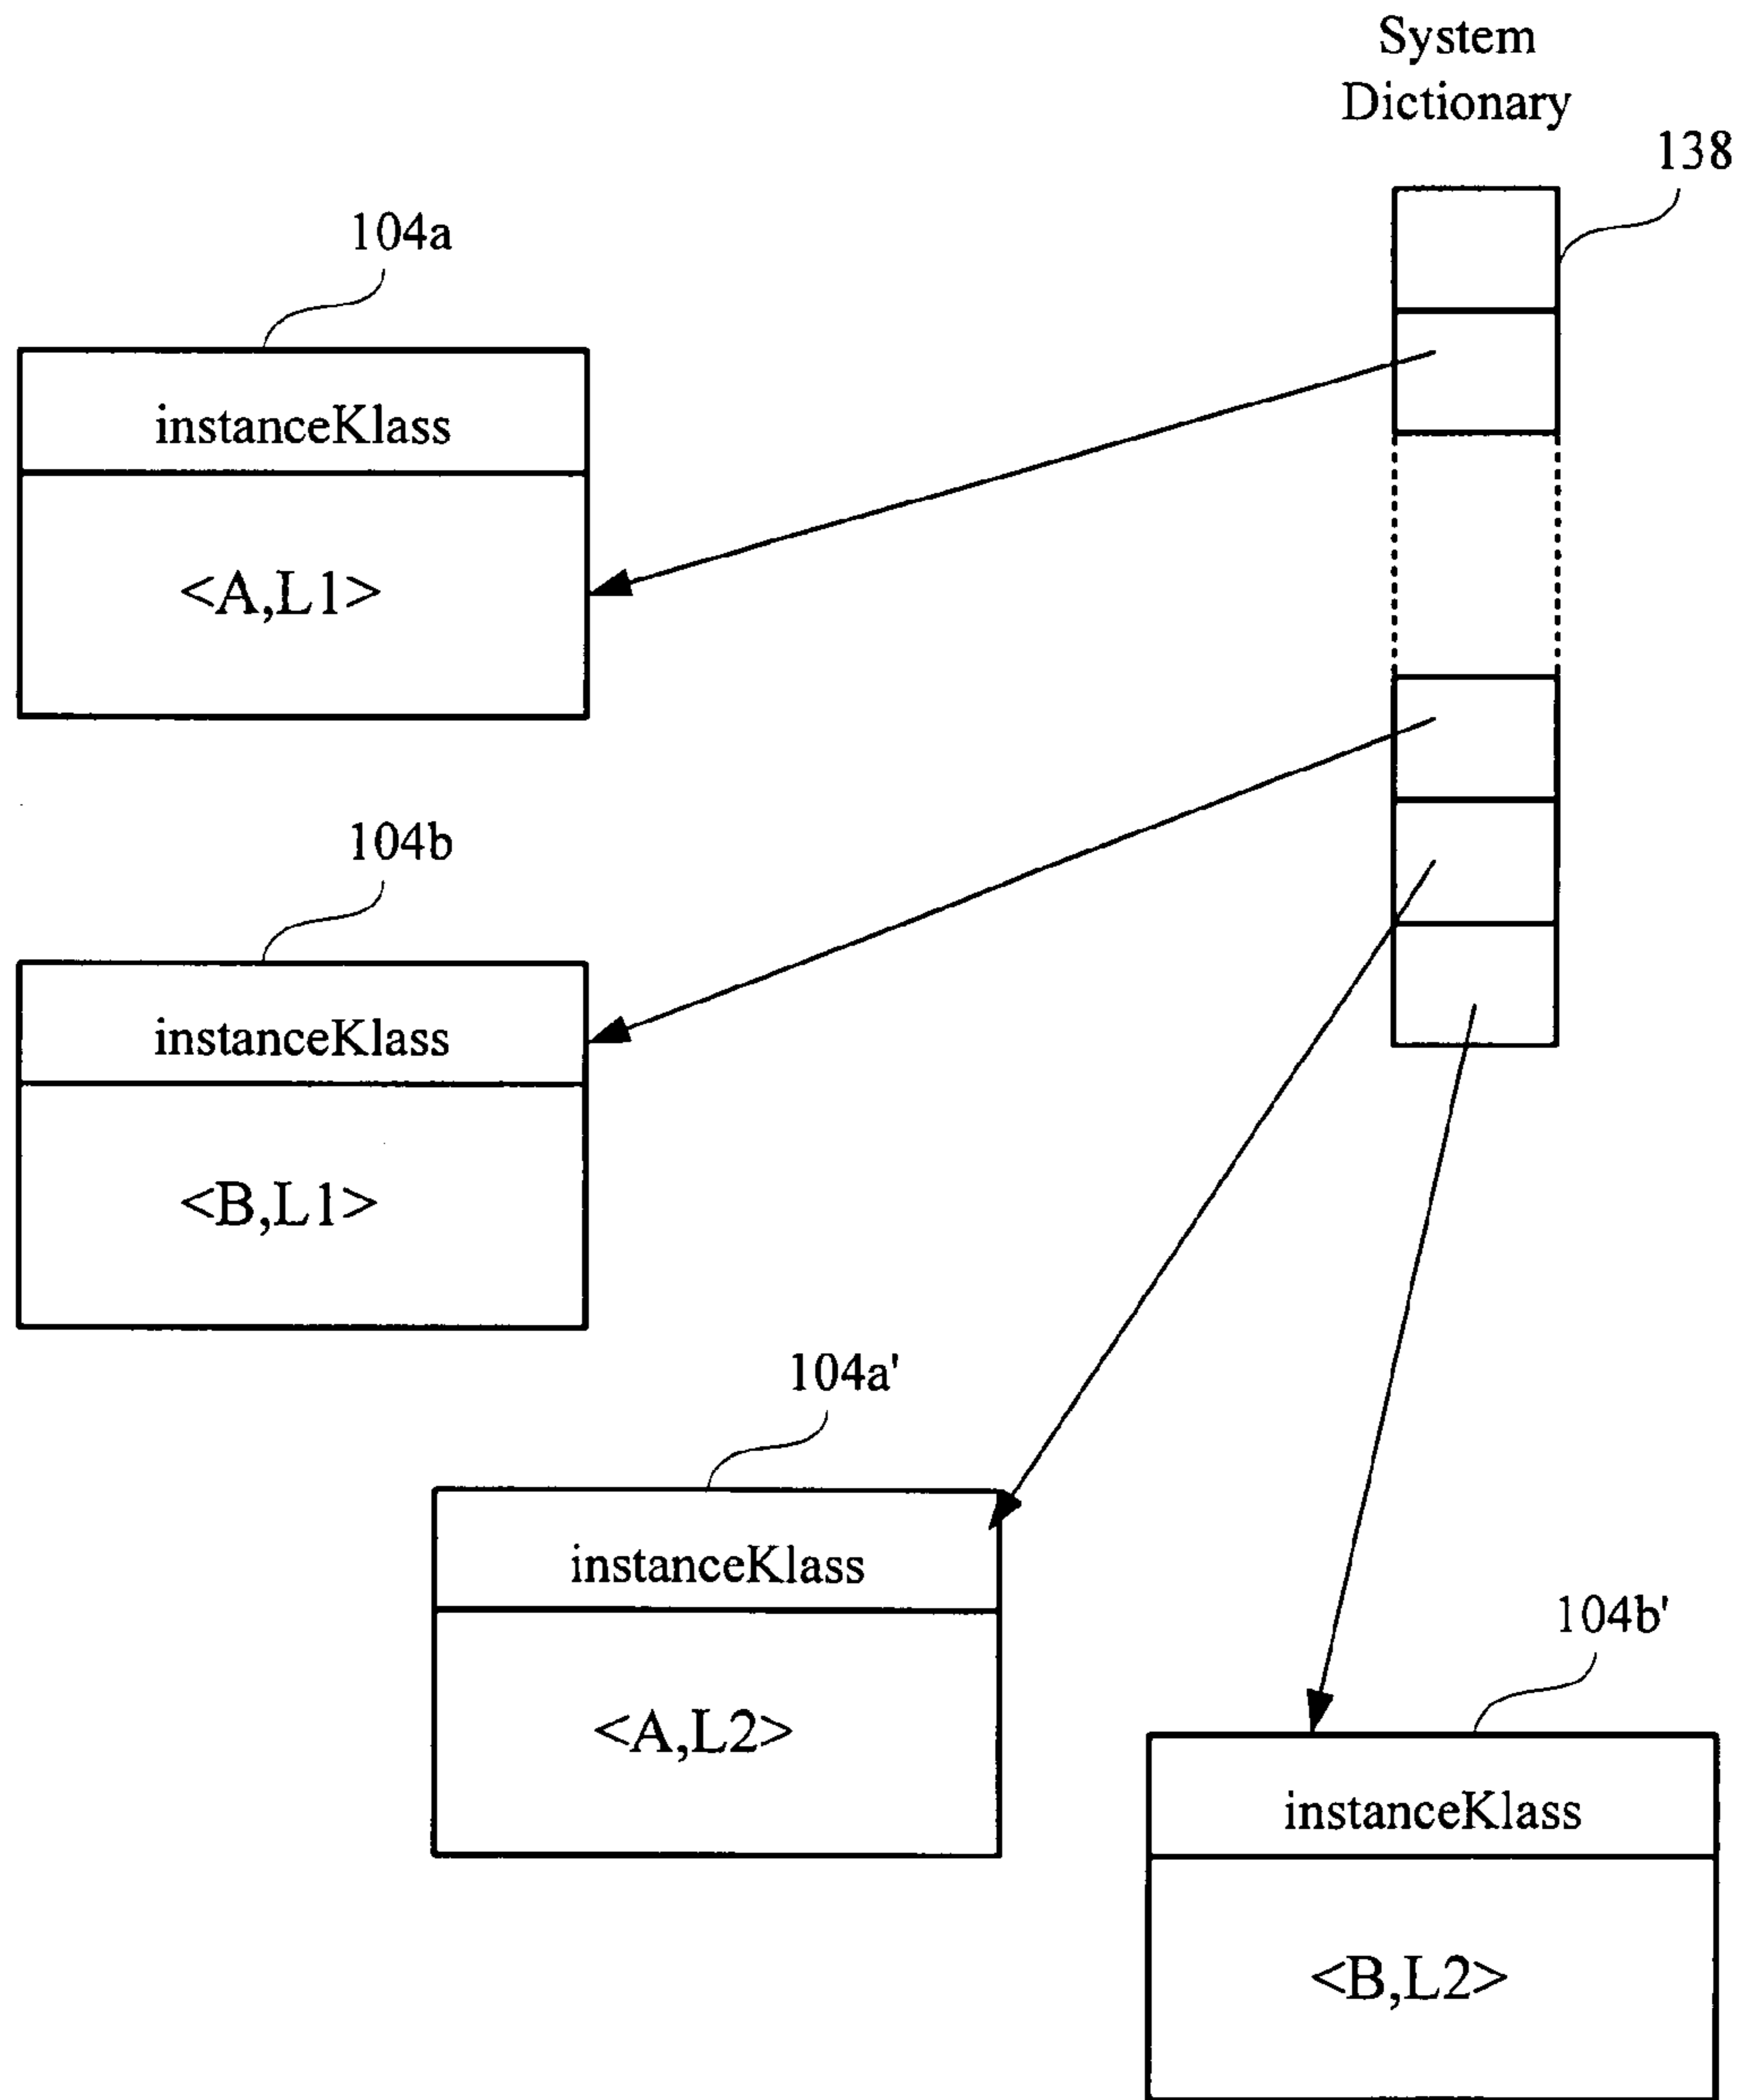 System
Dictionary
138
104a
instanceKlass
<A,L1>
104b
instanceKlass
<B,L1>
104a'
instanceKlass
<A,L2>
104b'
instanceKlass
<B,L2>